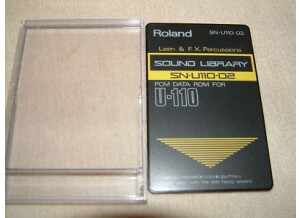 Roland SN-U110-02
Latin & F.X. Percussions
SOUND LIBRARY
SN-U110-02
PCM DATA ROM FOR
U-110